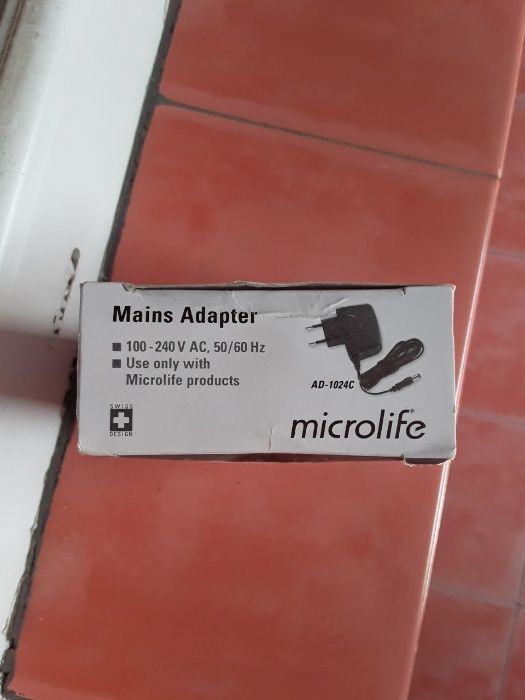 Mains Adapter
■ 100-240 V AC, 50/60 Hz
■ Use only with
Microlife products
AD-1024C
SWISS
DESIGN
microlife®